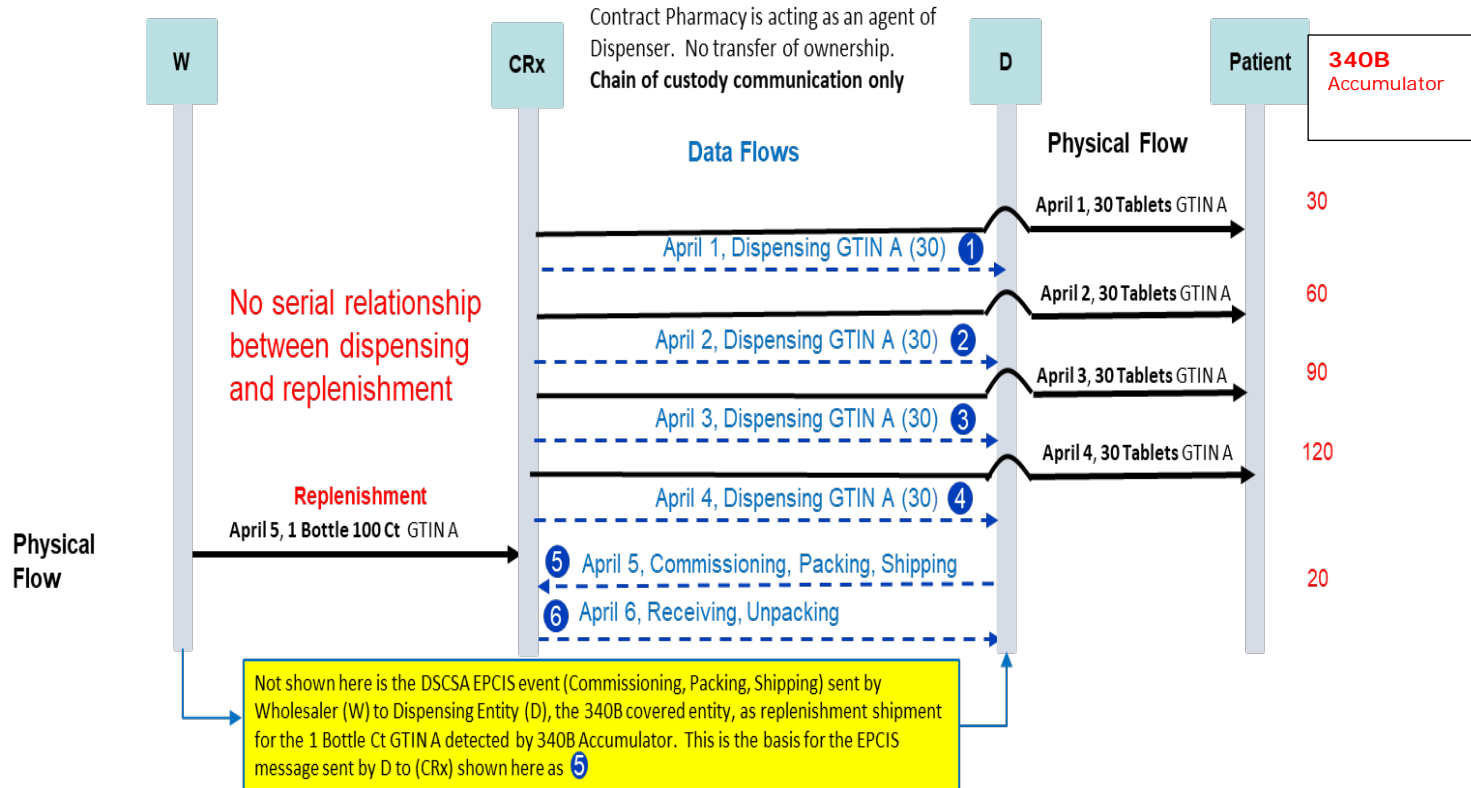 Contract Pharmacy is acting as an agent of
Dispenser. No transfer of ownership.
Chain of custody communication only
W
CRx
D
Patient
340B
Accumulator
Data Flows
Physical Flow
April 1, 30 Tablets GTIN A
30
April 1, Dispensing GTIN A (30) 1
April 2, 30 Tablets GTIN A
60
April 2, Dispensing GTIN A (30) 2
No serial relationship
between dispensing
and replenishment
April 3, 30 Tablets GTIN A
90
April 3, Dispensing GTIN A (30) 3
April 4, 30 Tablets GTIN A
120
April 4, Dispensing GTIN A (30) 4
Replenishment
April 5, 1 Bottle 100 Ct GTIN A
Physical
Flow
5 April 5, Commissioning, Packing, Shipping
20
6 April 6, Receiving, Unpacking
Not shown here is the DSCSA EPCIS event (Commissioning, Packing, Shipping) sent by
Wholesaler (W) to Dispensing Entity (D), the 340B covered entity, as replenishment shipment
for the 1 Bottle Ct GTIN A detected by 340B Accumulator. This is the basis for the EPCIS
message sent by D to (CRx) shown here as 5